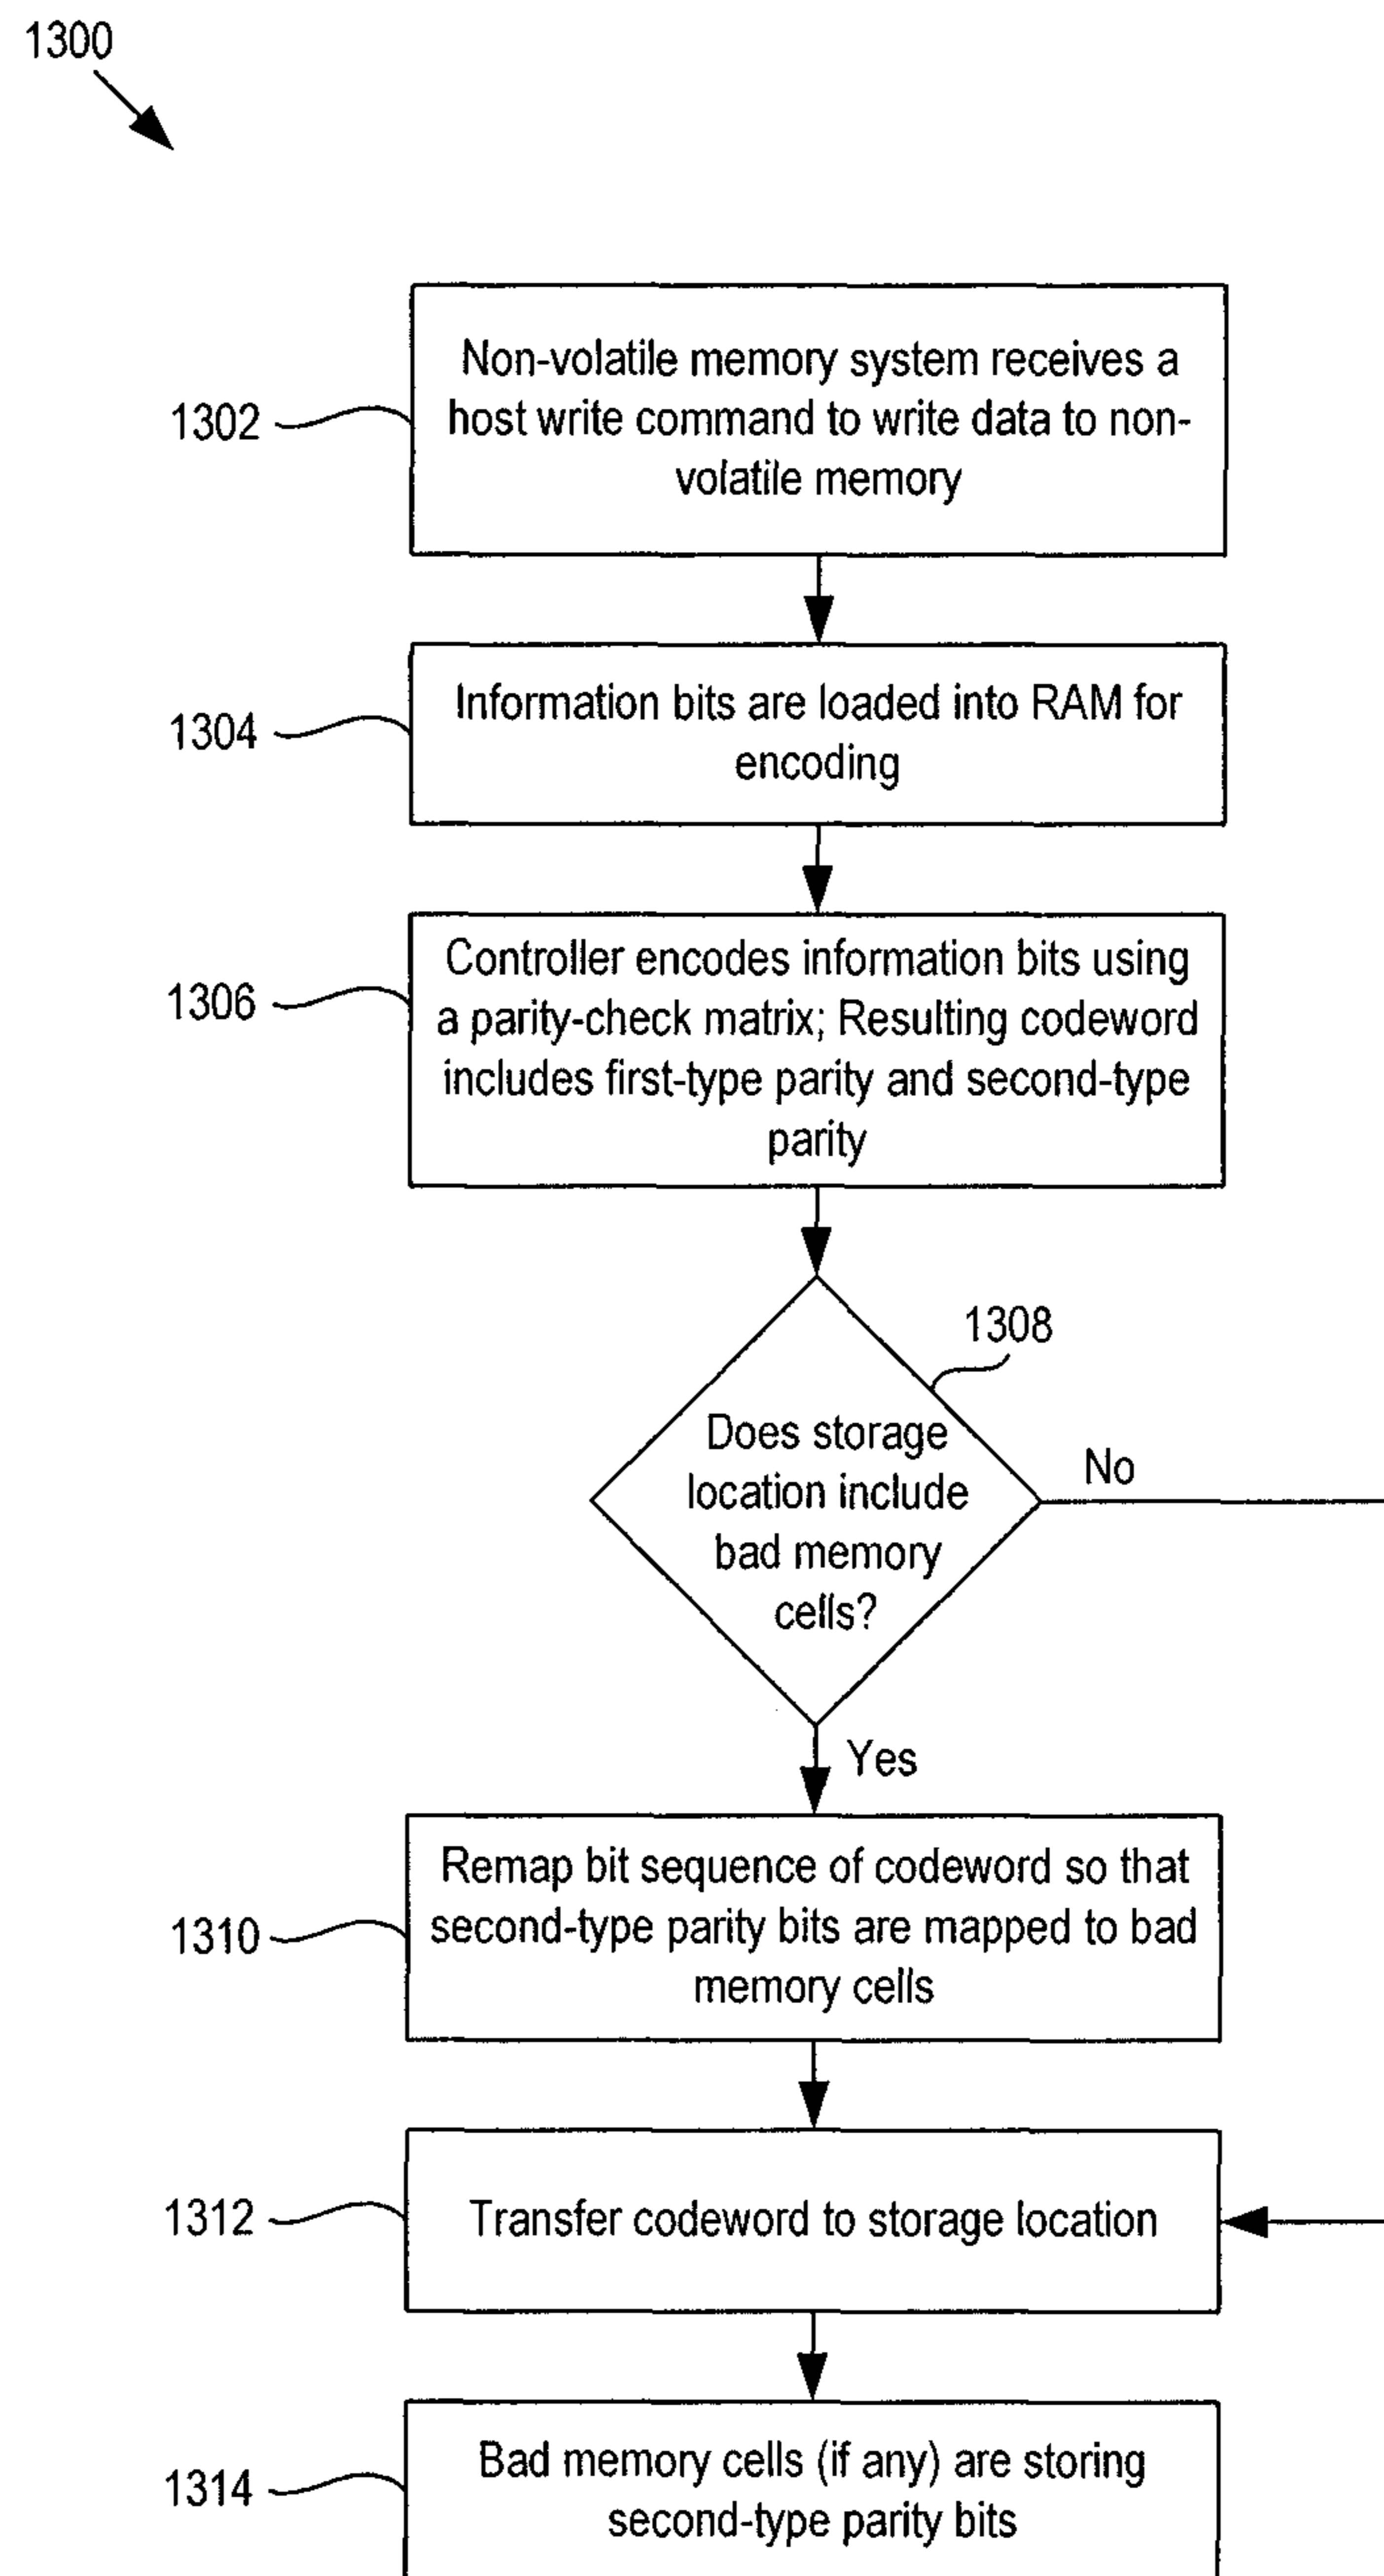 1300
Non-volatile memory system receives a
host write command to write data to non-
volatile memory
1302
Information bits are loaded into RAM for
encoding
1304
Controller encodes information bits using
a parity-check matrix; Resulting codeword
includes first-type parity and second-type
parity
1306
1308
Does storage
location include
bad memory
cells?
No
Yes
Remap bit sequence of codeword so that
second-type parity bits are mapped to bad
memory cells
1310
Transfer codeword to storage location
1312
Bad memory cells (if any) are storing
second-type parity bits
1314